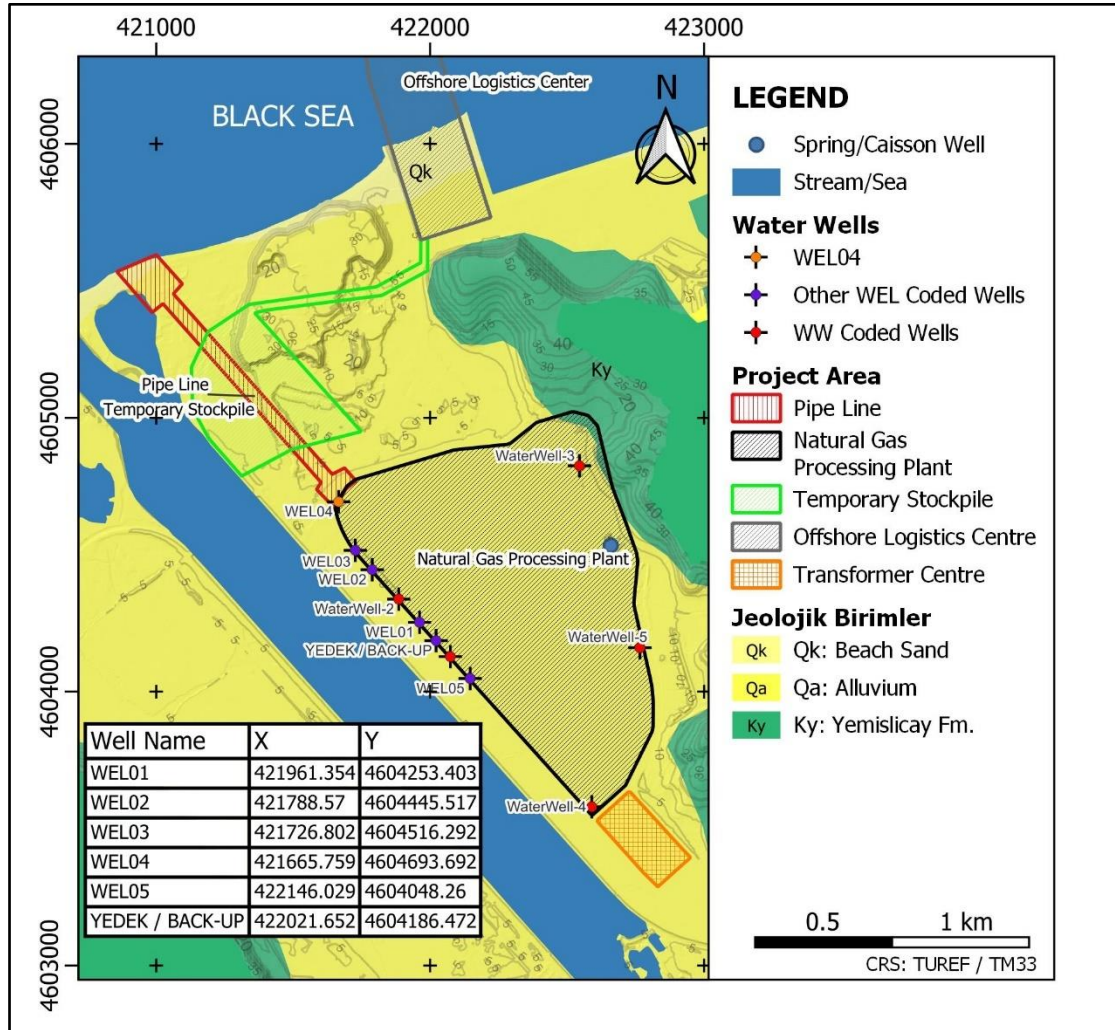 421000 422000 423000
4606000
4605000
4604000
4603000
Offshore Logistics Center
BLACK SEA
N
Qk
20
20
Ky
Pipe Line
Temporary Stockpile
WaterWell-3
WEL04
WEL03
WEL02
Natural Gas Processing Plant
WaterWell-2
WEL01
YEDEK / BACK-UP
WaterWell-5
WEL05
WaterWell-4
Well Name X Y
WEL01 421961.354 4604253.403
WEL02 421788.57 4604445.517
WEL03 421726.802 4604516.292
WEL04 421665.759 4604693.692
WEL05 422146.029 4604048.26
YEDEK / BACK-UP 422021.652 4604186.472
LEGEND
Spring/Caisson Well
Stream/Sea
Water Wells
WEL04
Other WEL Coded Wells
WW Coded Wells
Project Area
Pipe Line
Natural Gas
Processing Plant
Temporary Stockpile
Offshore Logistics Centre
Transformer Centre
Jeolojik Birimler
Qk Qk: Beach Sand
Qa Qa: Alluvium
Ky Ky: Yemislicay Fm.
0.5 1 km
CRS: TUREF / TM33